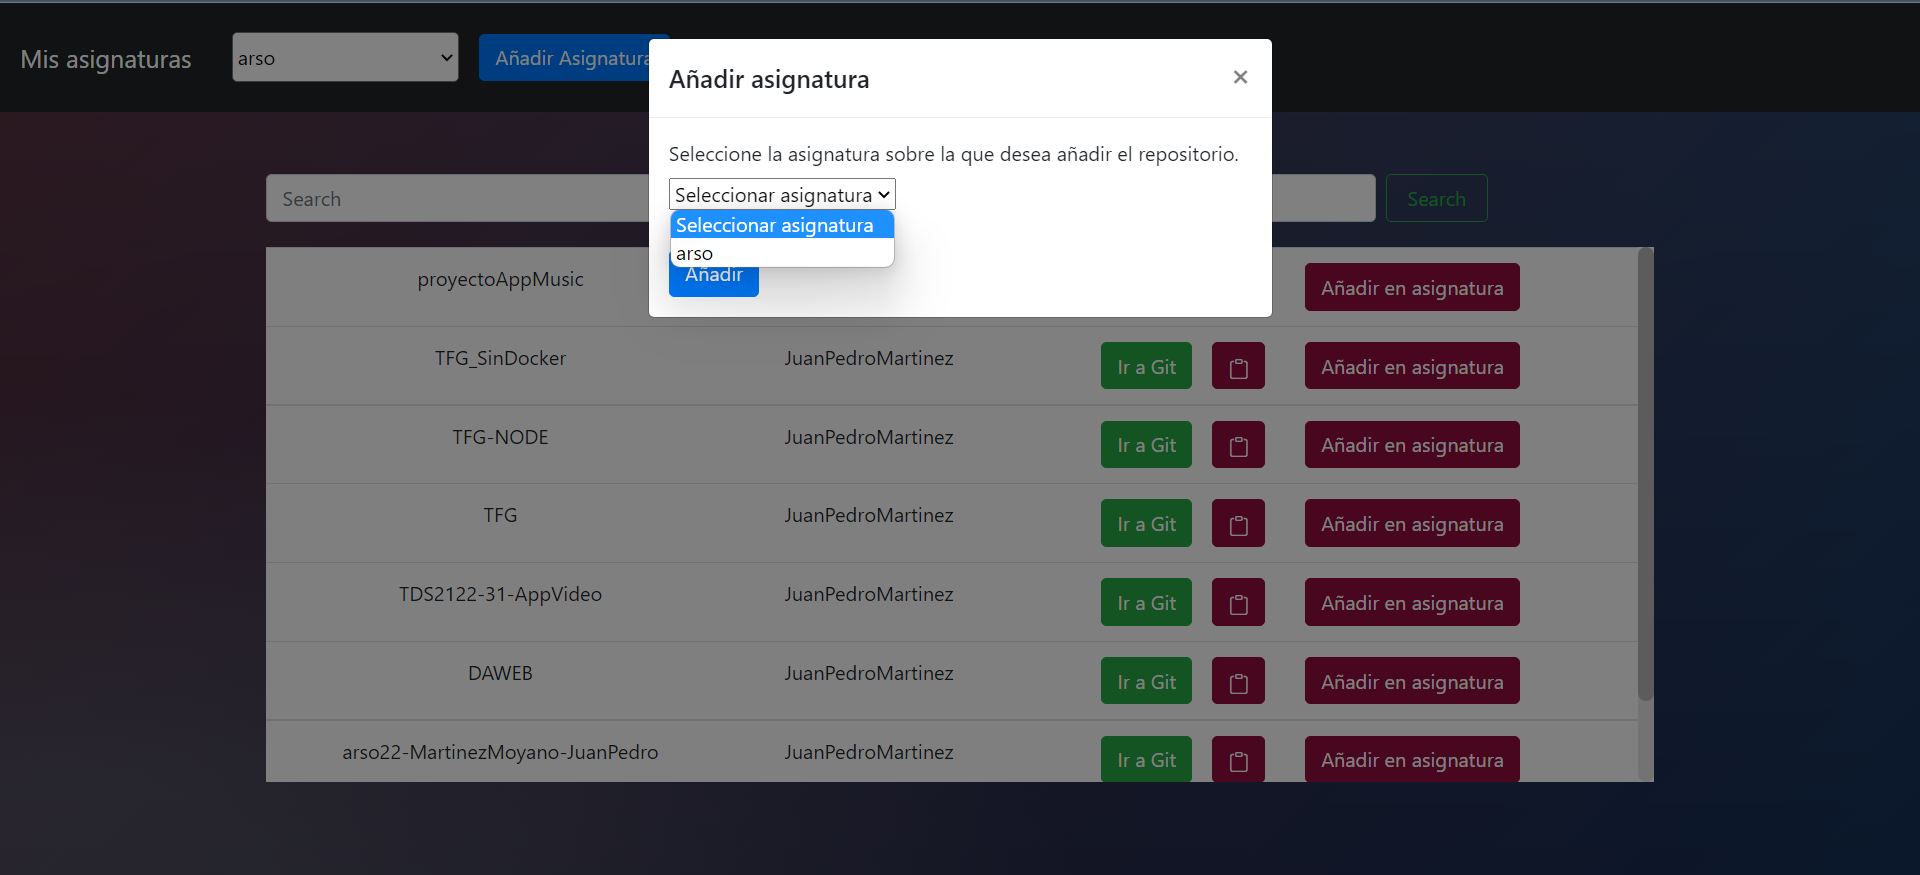 Mis asignaturas
arso
Añadir Asignatura
Añadir asignatura
×
Seleccione la asignatura sobre la que desea añadir el repositorio.
Seleccionar asignatura
Seleccionar asignatura
arso
Añadir
Search
Search
proyectoAppMusic
Añadir en asignatura
TFG_SinDocker
JuanPedroMartinez
Ir a Git
Añadir en asignatura
TFG-NODE
JuanPedroMartinez
Ir a Git
Añadir en asignatura
TFG
JuanPedroMartinez
Ir a Git
Añadir en asignatura
TDS2122-31-AppVideo
JuanPedroMartinez
Ir a Git
Añadir en asignatura
DAWEB
JuanPedroMartinez
Ir a Git
Añadir en asignatura
arso22-MartinezMoyano-JuanPedro
JuanPedroMartinez
Ir a Git
Añadir en asignatura